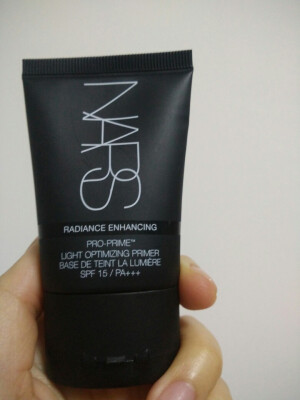 NARS
RADIANCE ENHANCING
PRO-PRIME™
LIGHT OPTIMIZING PRIMER
BASE DE TEINT LA LUMIÈRE
SPF 15 / PA+++